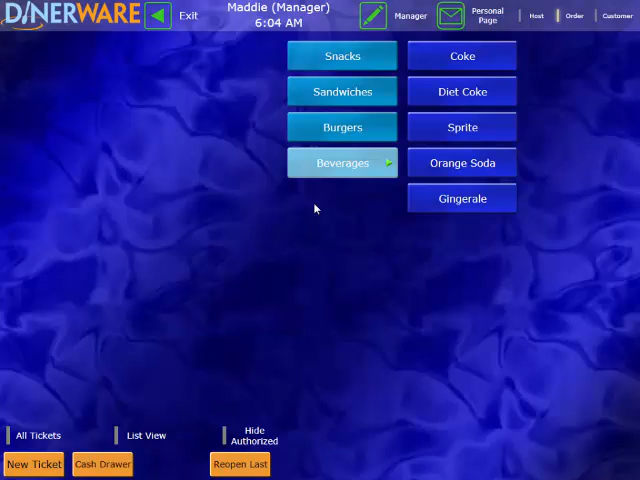 DINERWARE
Exit
Maddie (Manager)
6:04 AM
Manager
Personal
Page
Host
Order
Customer
Snacks
Coke
Sandwiches
Diet Coke
Burgers
Sprite
Beverages
Orange Soda
Gingerale
All Tickets
List View
Hide
Authorized
New Ticket
Cash Drawer
Reopen Last